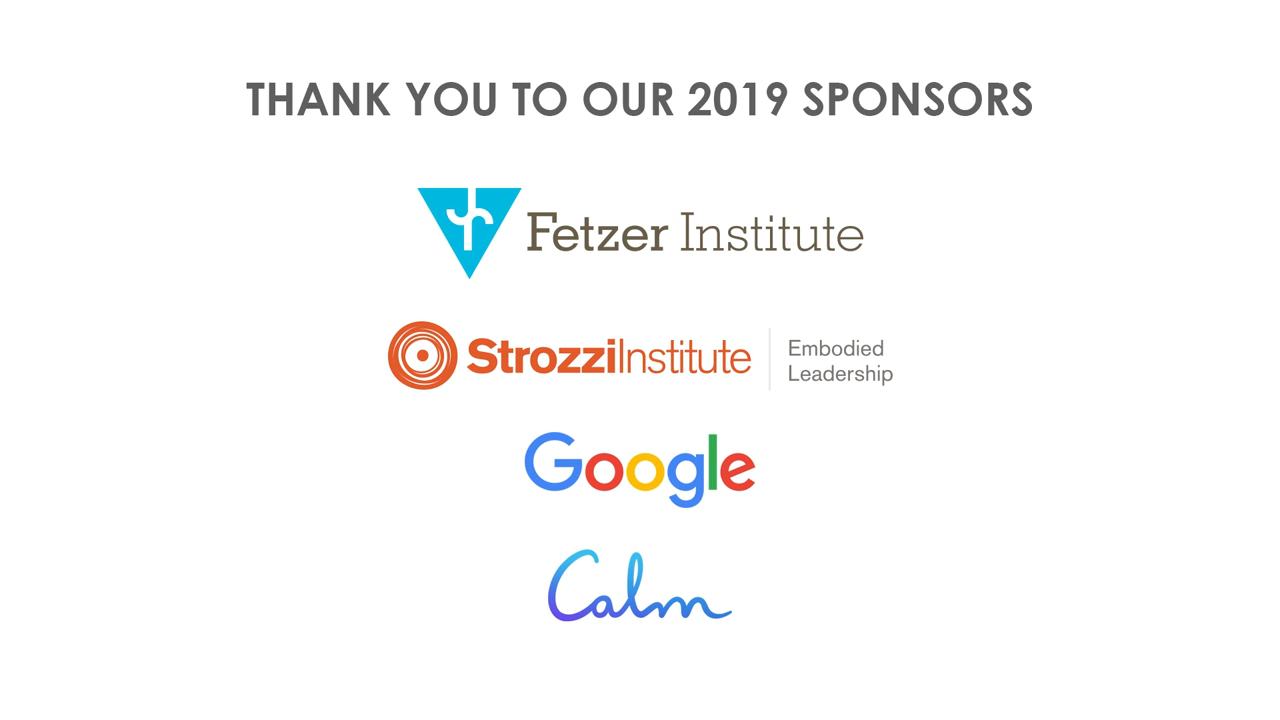 THANK YOU TO OUR 2019 SPONSORS
Fetzer Institute
StrozziInstitute
Embodied
Leadership
Google
Calm